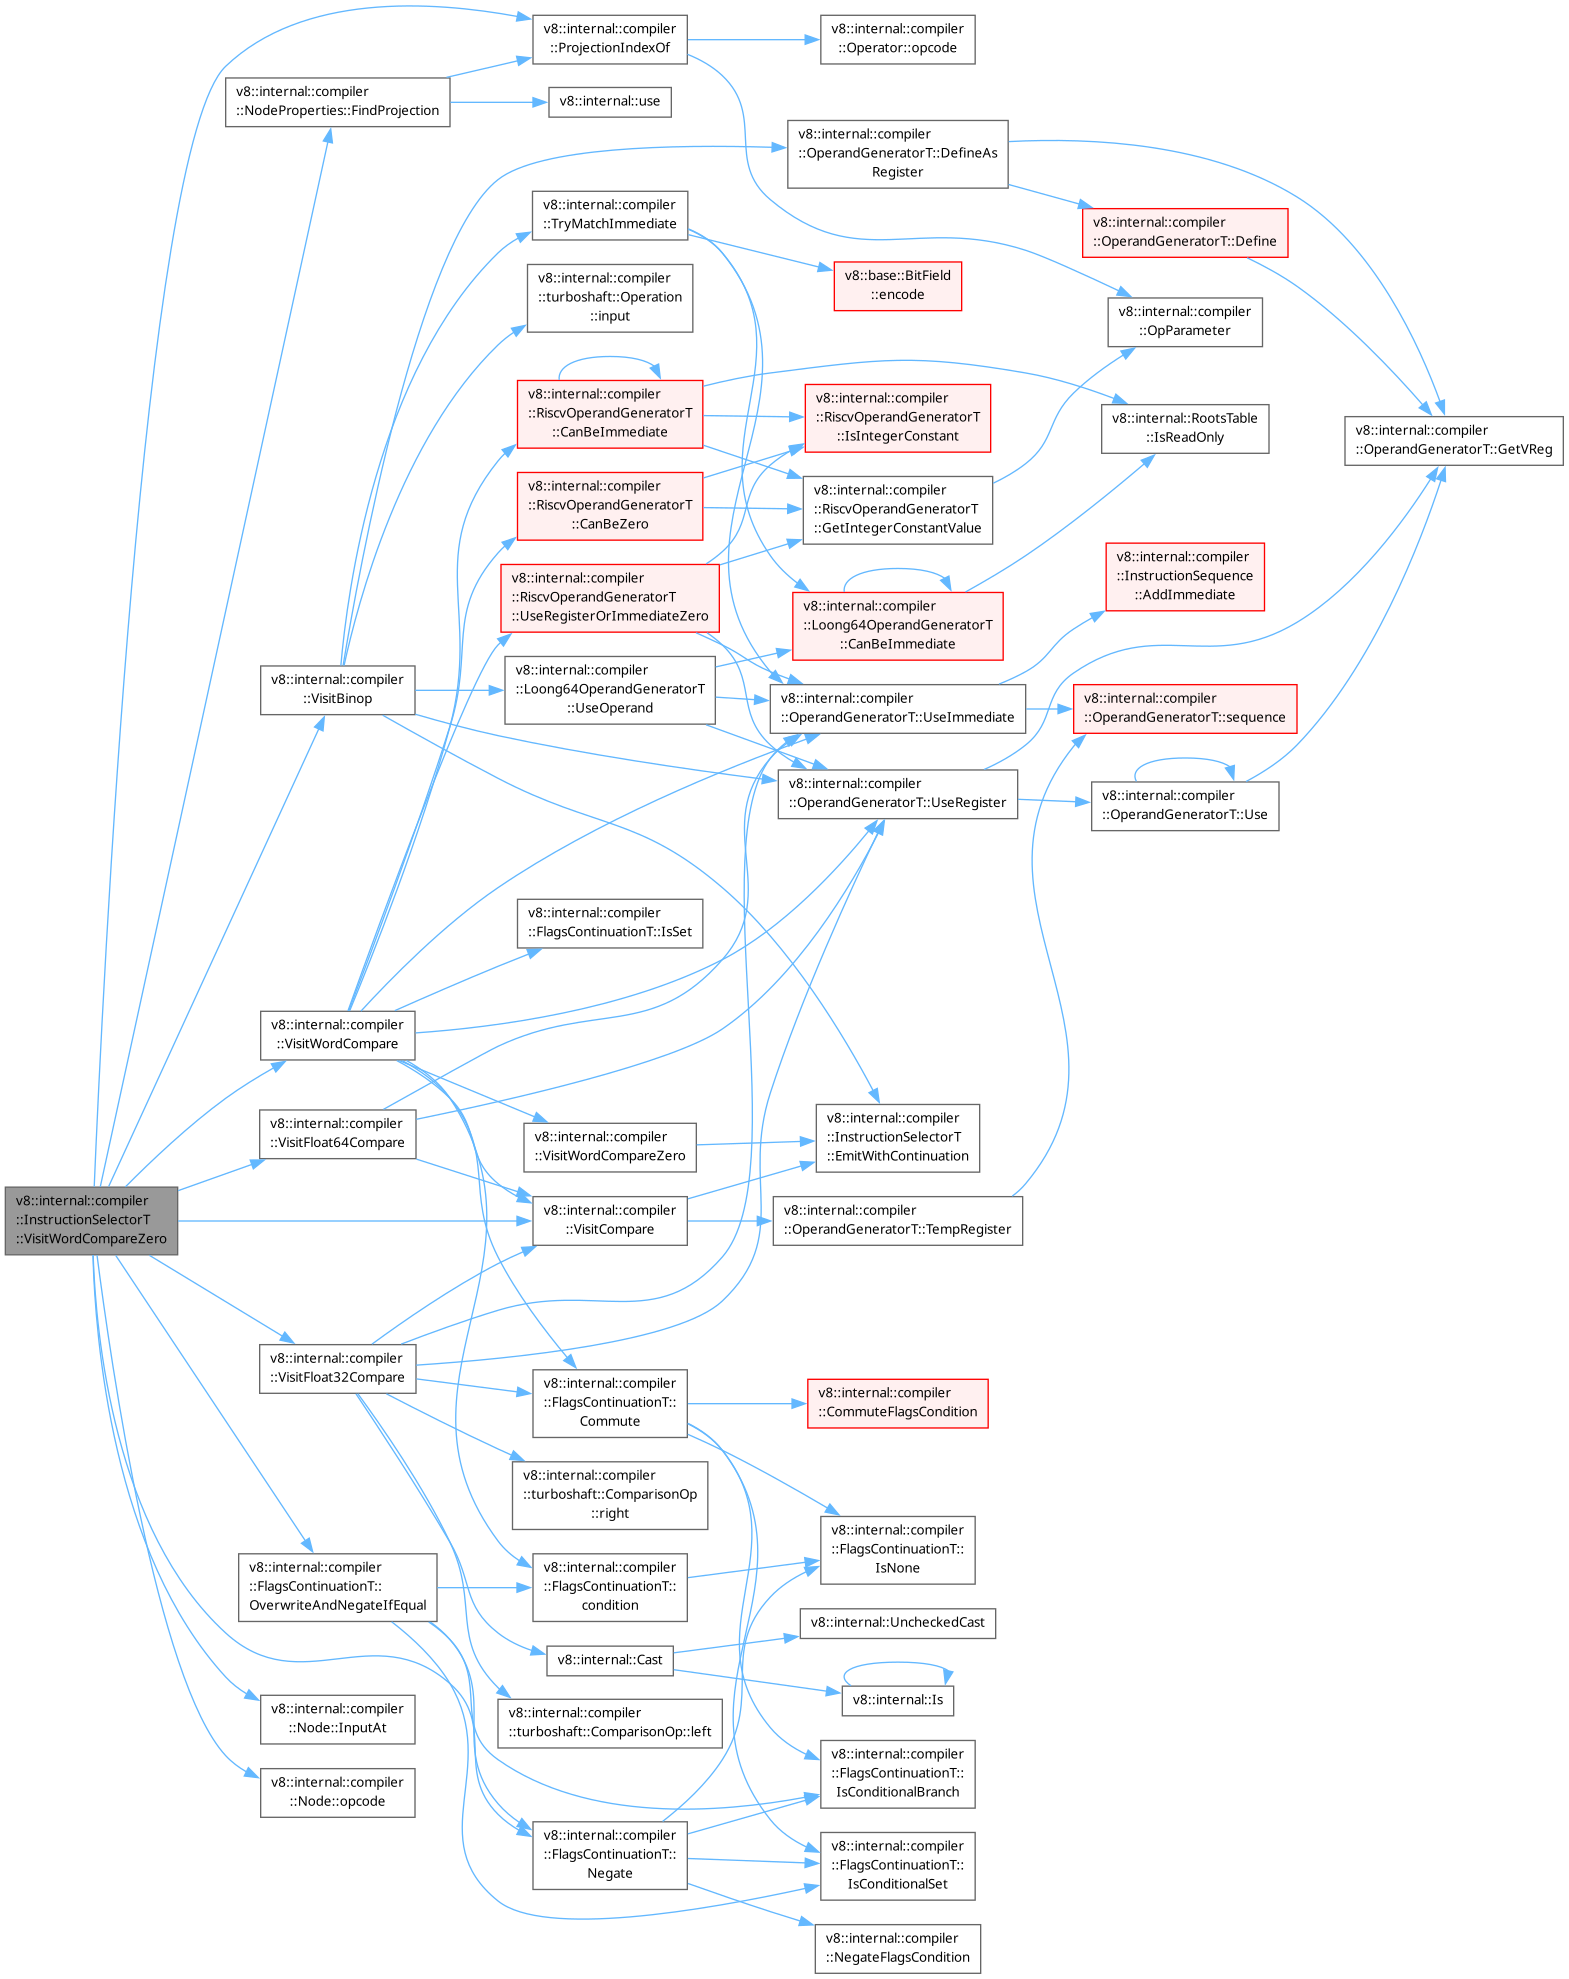 v8::internal::compiler
::ProjectionIndexOf
v8::internal::compiler
::Operator::opcode
v8::internal::compiler
::NodeProperties::FindProjection
v8::internal::use
v8::internal::compiler
::OperandGeneratorT::DefineAs
Register
v8::internal::compiler
::TryMatchImmediate
v8::internal::compiler
::OperandGeneratorT::Define
v8::base::BitField
::encode
v8::internal::compiler
::turboshaft::Operation
::input
v8::internal::compiler
::OpParameter
v8::internal::compiler
::RiscvOperandGeneratorT
::CanBeImmediate
v8::internal::compiler
::RiscvOperandGeneratorT
::IsIntegerConstant
v8::internal::RootsTable
::IsReadOnly
v8::internal::compiler
::OperandGeneratorT::GetVReg
v8::internal::compiler
::RiscvOperandGeneratorT
::CanBeZero
v8::internal::compiler
::RiscvOperandGeneratorT
::GetIntegerConstantValue
v8::internal::compiler
::InstructionSequence
::AddImmediate
v8::internal::compiler
::RiscvOperandGeneratorT
::UseRegisterOrImmediateZero
v8::internal::compiler
::Loong64OperandGeneratorT
::CanBeImmediate
v8::internal::compiler
::VisitBinop
v8::internal::compiler
::Loong64OperandGeneratorT
::UseOperand
v8::internal::compiler
::OperandGeneratorT::UseImmediate
v8::internal::compiler
::OperandGeneratorT::sequence
v8::internal::compiler
::OperandGeneratorT::UseRegister
v8::internal::compiler
::OperandGeneratorT::Use
v8::internal::compiler
::FlagsContinuationT::IsSet
v8::internal::compiler
::VisitWordCompare
v8::internal::compiler
::VisitFloat64Compare
v8::internal::compiler
::VisitWordCompareZero
v8::internal::compiler
::InstructionSelectorT
::EmitWithContinuation
v8::internal::compiler
::InstructionSelectorT
::VisitWordCompareZero
v8::internal::compiler
::VisitCompare
v8::internal::compiler
::OperandGeneratorT::TempRegister
v8::internal::compiler
::VisitFloat32Compare
v8::internal::compiler
::FlagsContinuationT::
Commute
v8::internal::compiler
::CommuteFlagsCondition
v8::internal::compiler
::turboshaft::ComparisonOp
::right
v8::internal::compiler
::FlagsContinuationT::
IsNone
v8::internal::compiler
::FlagsContinuationT::
OverwriteAndNegateIfEqual
v8::internal::compiler
::FlagsContinuationT::
condition
v8::internal::UncheckedCast
v8::internal::Cast
v8::internal::Is
v8::internal::compiler
::Node::InputAt
v8::internal::compiler
::turboshaft::ComparisonOp::left
v8::internal::compiler
::FlagsContinuationT::
IsConditionalBranch
v8::internal::compiler
::Node::opcode
v8::internal::compiler
::FlagsContinuationT::
Negate
v8::internal::compiler
::FlagsContinuationT::
IsConditionalSet
v8::internal::compiler
::NegateFlagsCondition